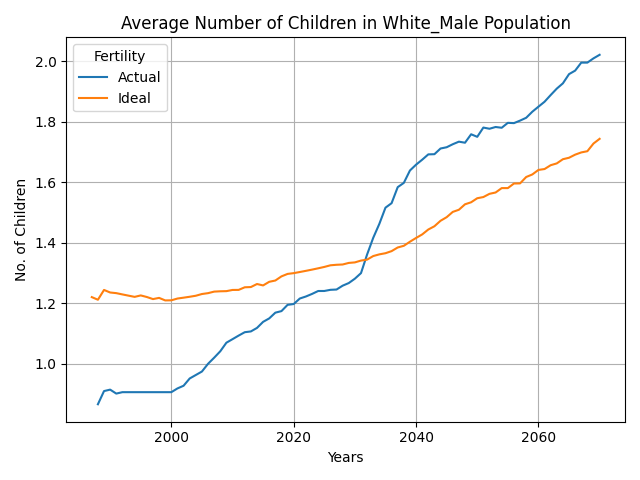 Average Number of Children in White_Male Population
Fertility
Actual
Ideal
No. of Children
2.0
1.8
1.6
1.4
1.2
1.0
2000
2020
2040
2060
Years